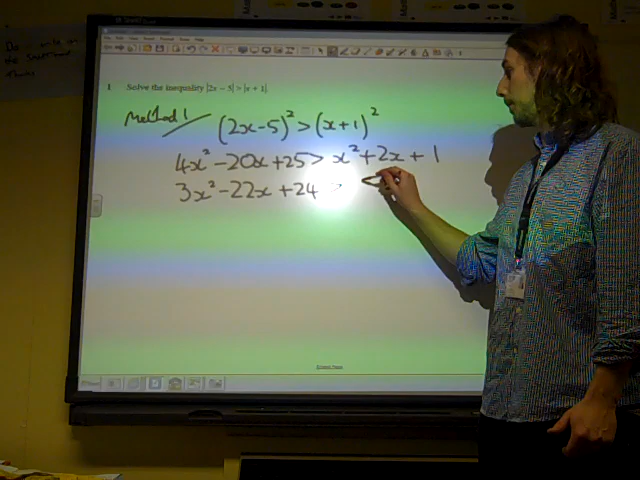 1 Solve the inequality |2x – 5| > |x + 1|.
Method 1
(2x-5)² > (x+1)²
4x² - 20x + 25 > x² + 2x + 1
3x² - 22x + 24 >